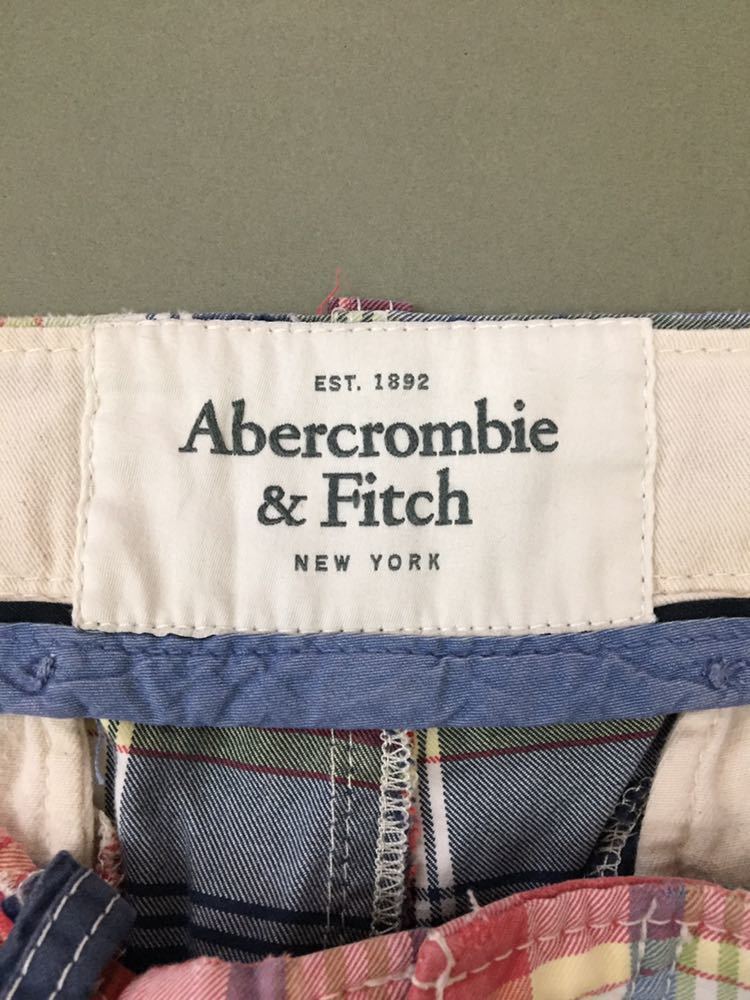 EST. 1892
Abercrombie
& Fitch
NEW YORK